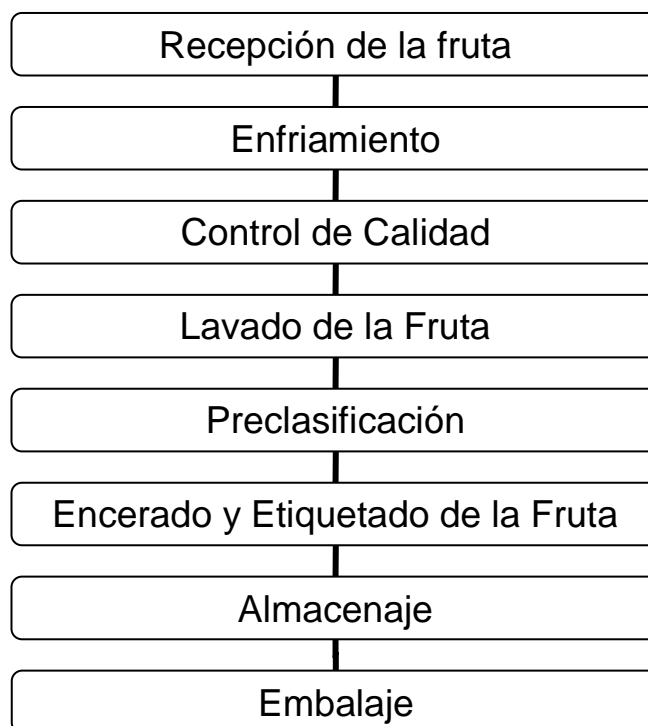 Recepción de la fruta
Enfriamiento
Control de Calidad
Lavado de la Fruta
Preclasificación
Encerado y Etiquetado de la Fruta
Almacenaje
Embalaje